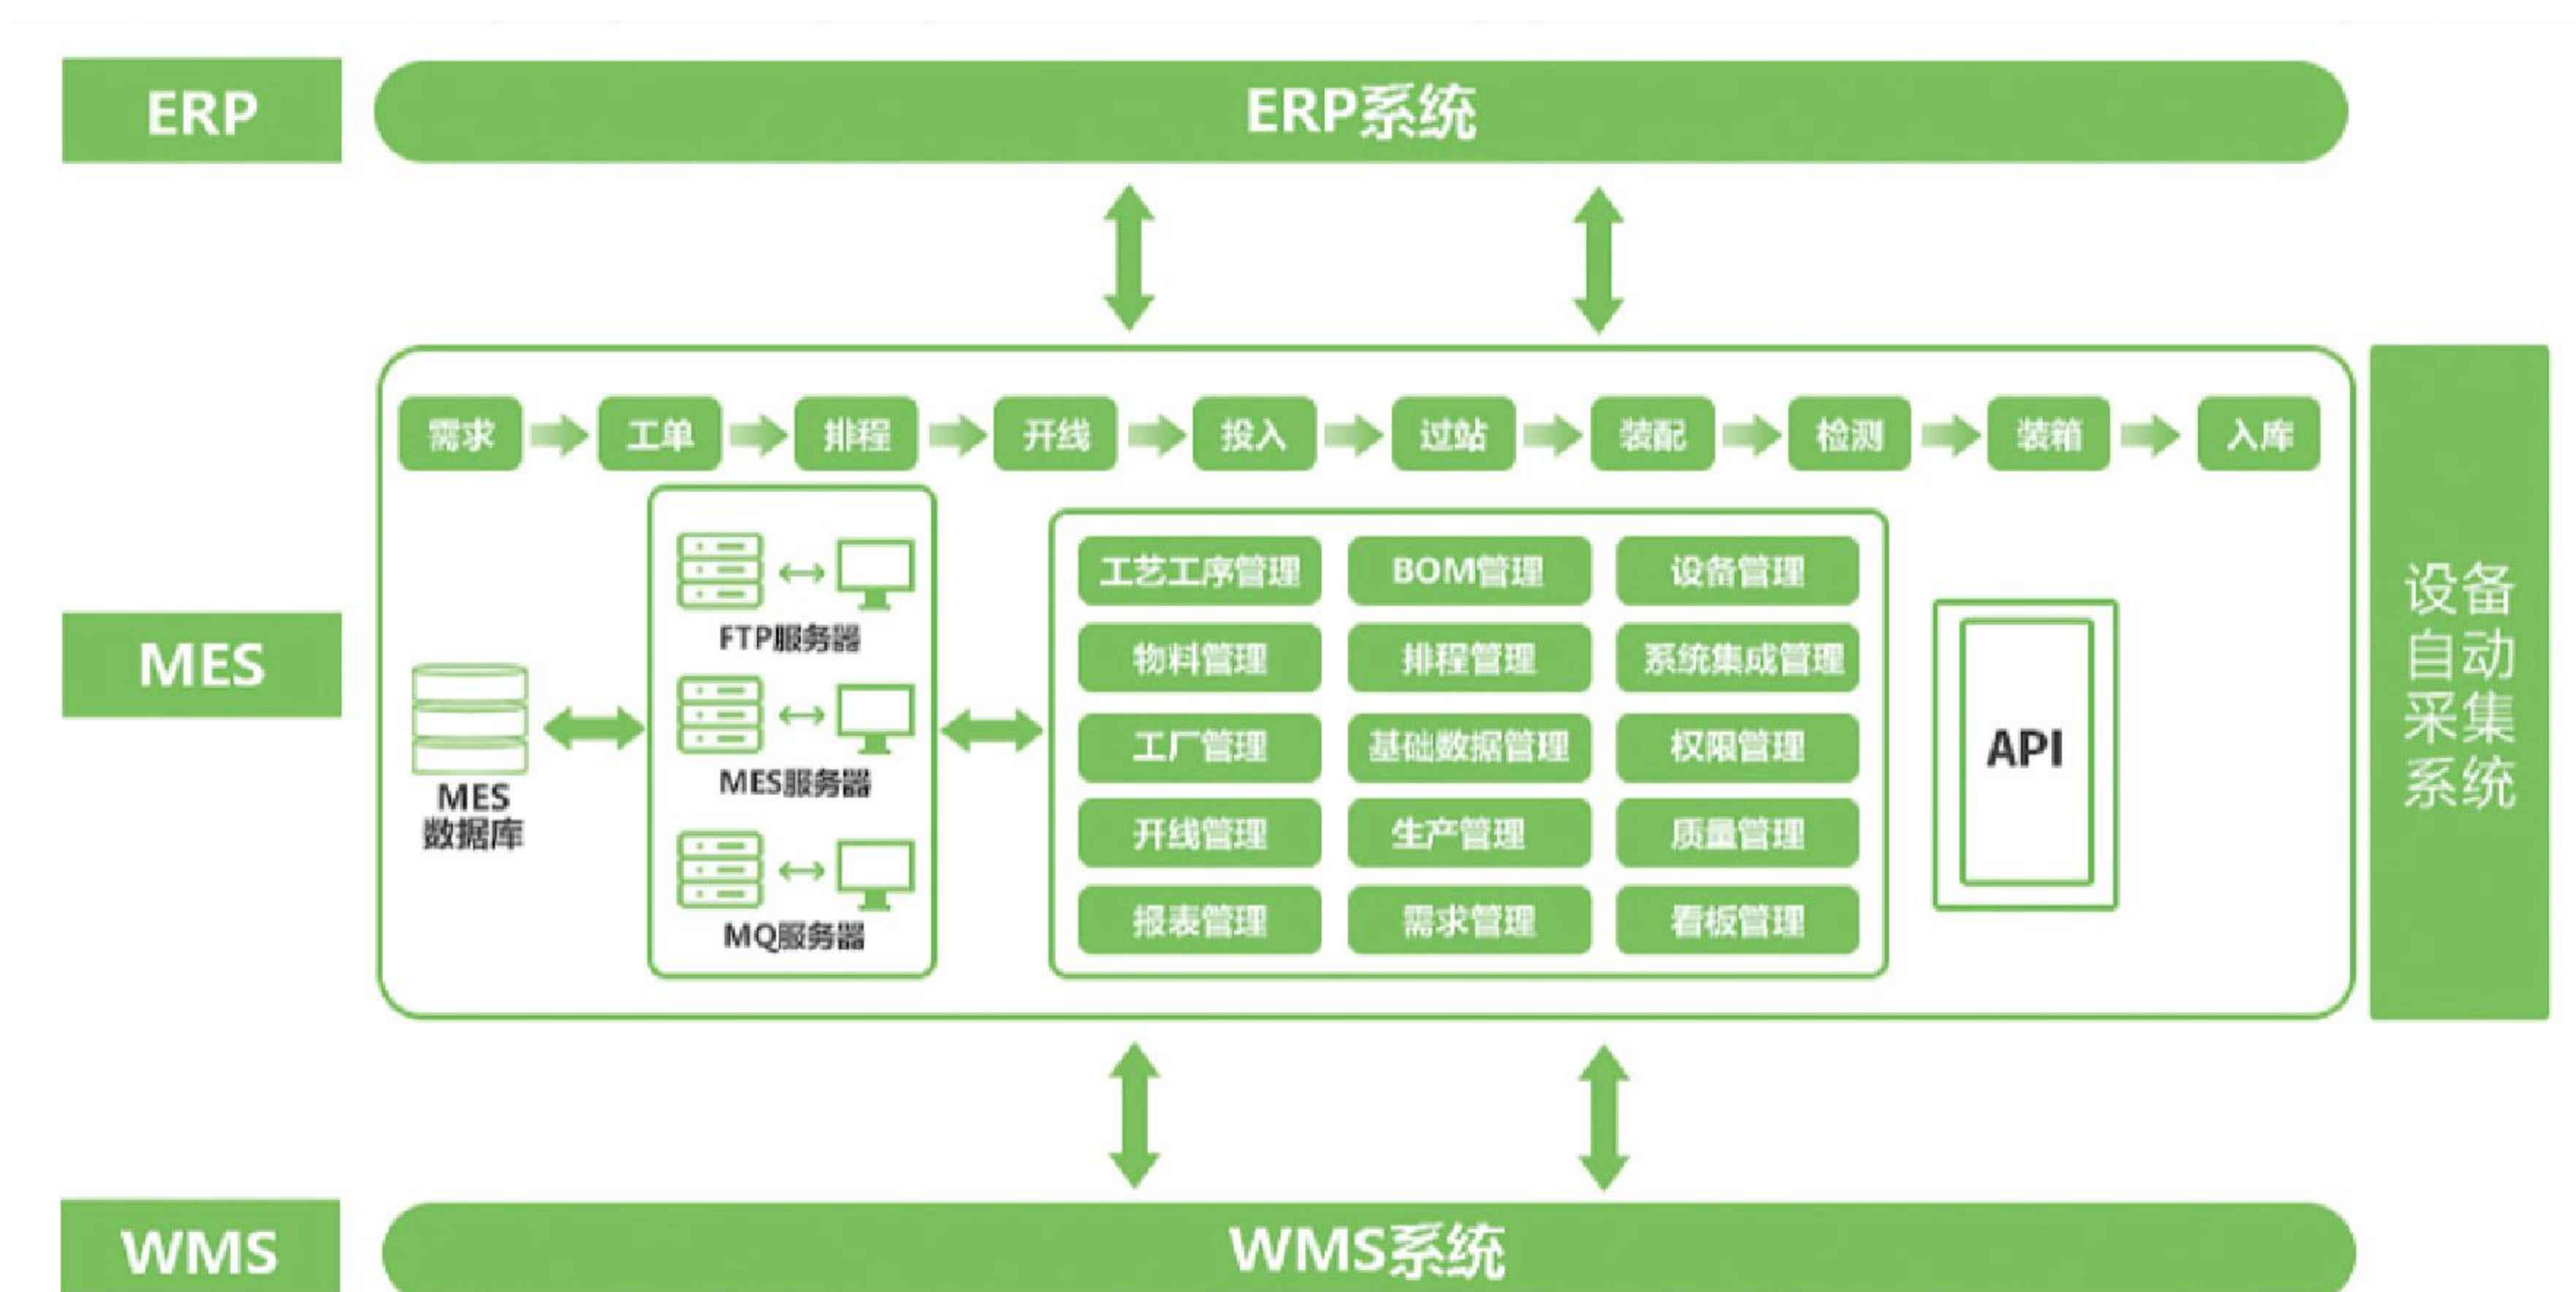 ERP
ERP系统
需求
工单
排程
开线
投入
过站
装配
检测
装箱
入库
MES
MES
数据库
FTP服务器
MES服务器
MQ服务器
工艺工序管理
BOM管理
设备管理
物料管理
排程管理
系统集成管理
工厂管理
基础数据管理
权限管理
开线管理
生产管理
质量管理
报表管理
需求管理
看板管理
API
设备
自动
采集
系统
WMS
WMS系统